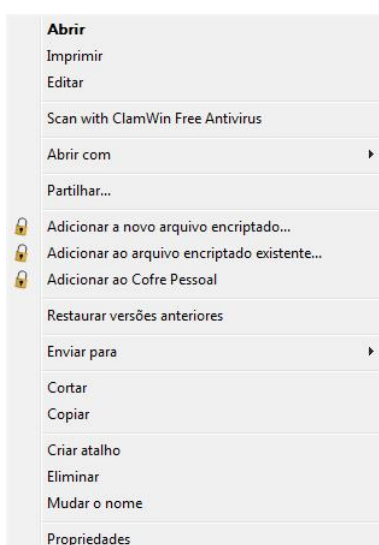 Abrir
Imprimir
Editar
Scan with ClamWin Free Antivirus
Abrir com
Partilhar...
Adicionar a novo arquivo encriptado...
Adicionar ao arquivo encriptado existente...
Adicionar ao Cofre Pessoal
Restaurar versões anteriores
Enviar para
Cortar
Copiar
Criar atalho
Eliminar
Mudar o nome
Propriedades